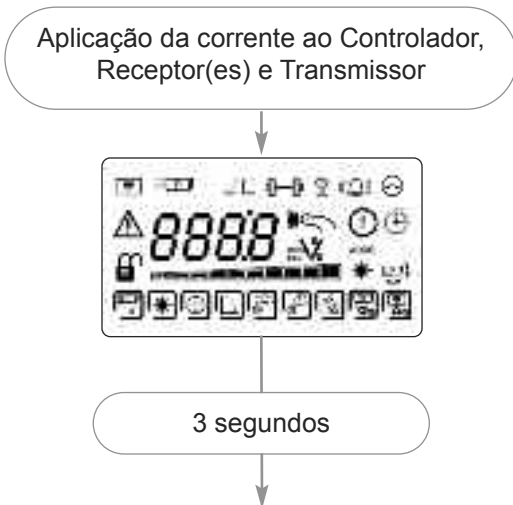 Aplicação da corrente ao Controlador,
Receptor(es) e Transmissor
888.8
3 segundos